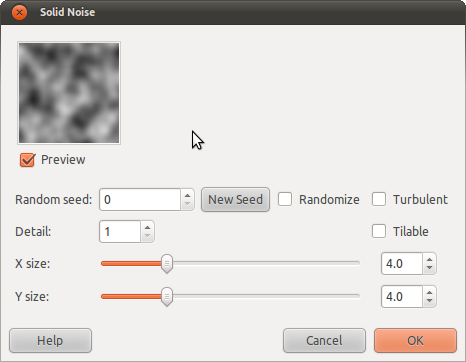 Solid Noise
Preview
Random seed: 0 New Seed Randomize Turbulent
Detail: 1 Tilable
X size: 4.0
Y size: 4.0
Help Cancel OK